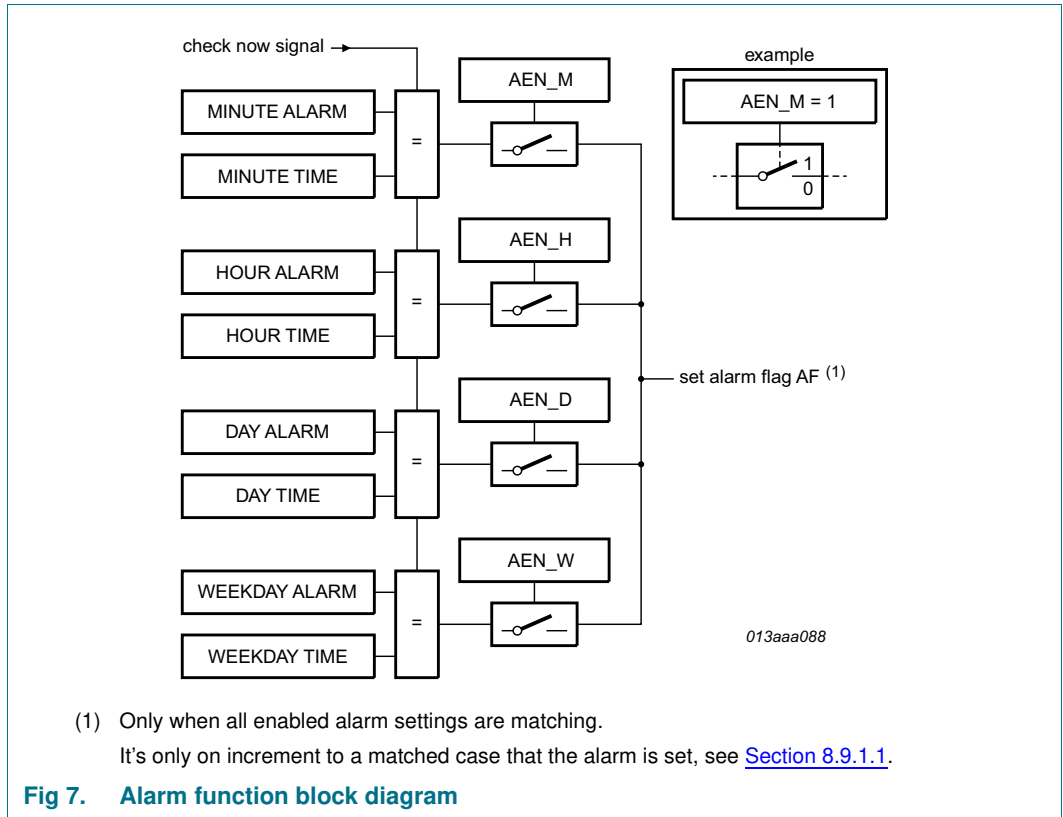 check now signal
example
AEN_M
AEN_M = 1
MINUTE ALARM
=
1
0
MINUTE TIME
AEN_H
HOUR ALARM
=
HOUR TIME
set alarm flag AF (1)
AEN_D
DAY ALARM
=
DAY TIME
AEN_W
WEEKDAY ALARM
=
WEEKDAY TIME
013aaa088
(1) Only when all enabled alarm settings are matching.
It's only on increment to a matched case that the alarm is set, see Section 8.9.1.1.
Fig 7. Alarm function block diagram